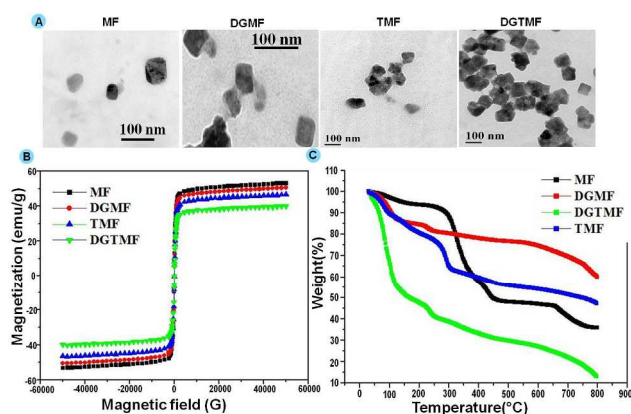 A
MF
DGMF
TMF
DGTMF
100 nm
100 nm
100 nm
100 nm
B
60
40
20
0
-20
-40
-60
Magnetization (emu/g)
MF
DGMF
TMF
DGTMF
-60000 -40000 -20000 0 20000 40000 60000
Magnetic field (G)
C
100
90
80
70
60
50
40
30
20
10
Weight(%)
MF
DGMF
DGTMF
TMF
0 100 200 300 400 500 600 700 800 900
Temperature(°C)